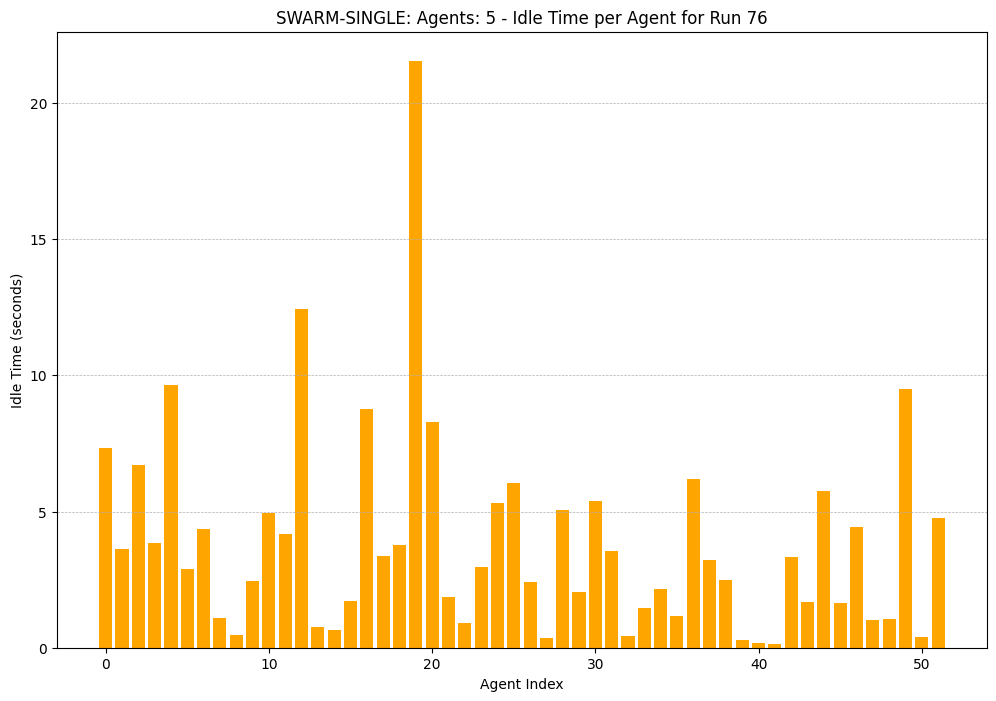 SWARM-SINGLE: Agents: 5 - Idle Time per Agent for Run 76
20
15
10
5
0
Idle Time (seconds)
0 10 20 30 40 50
Agent Index